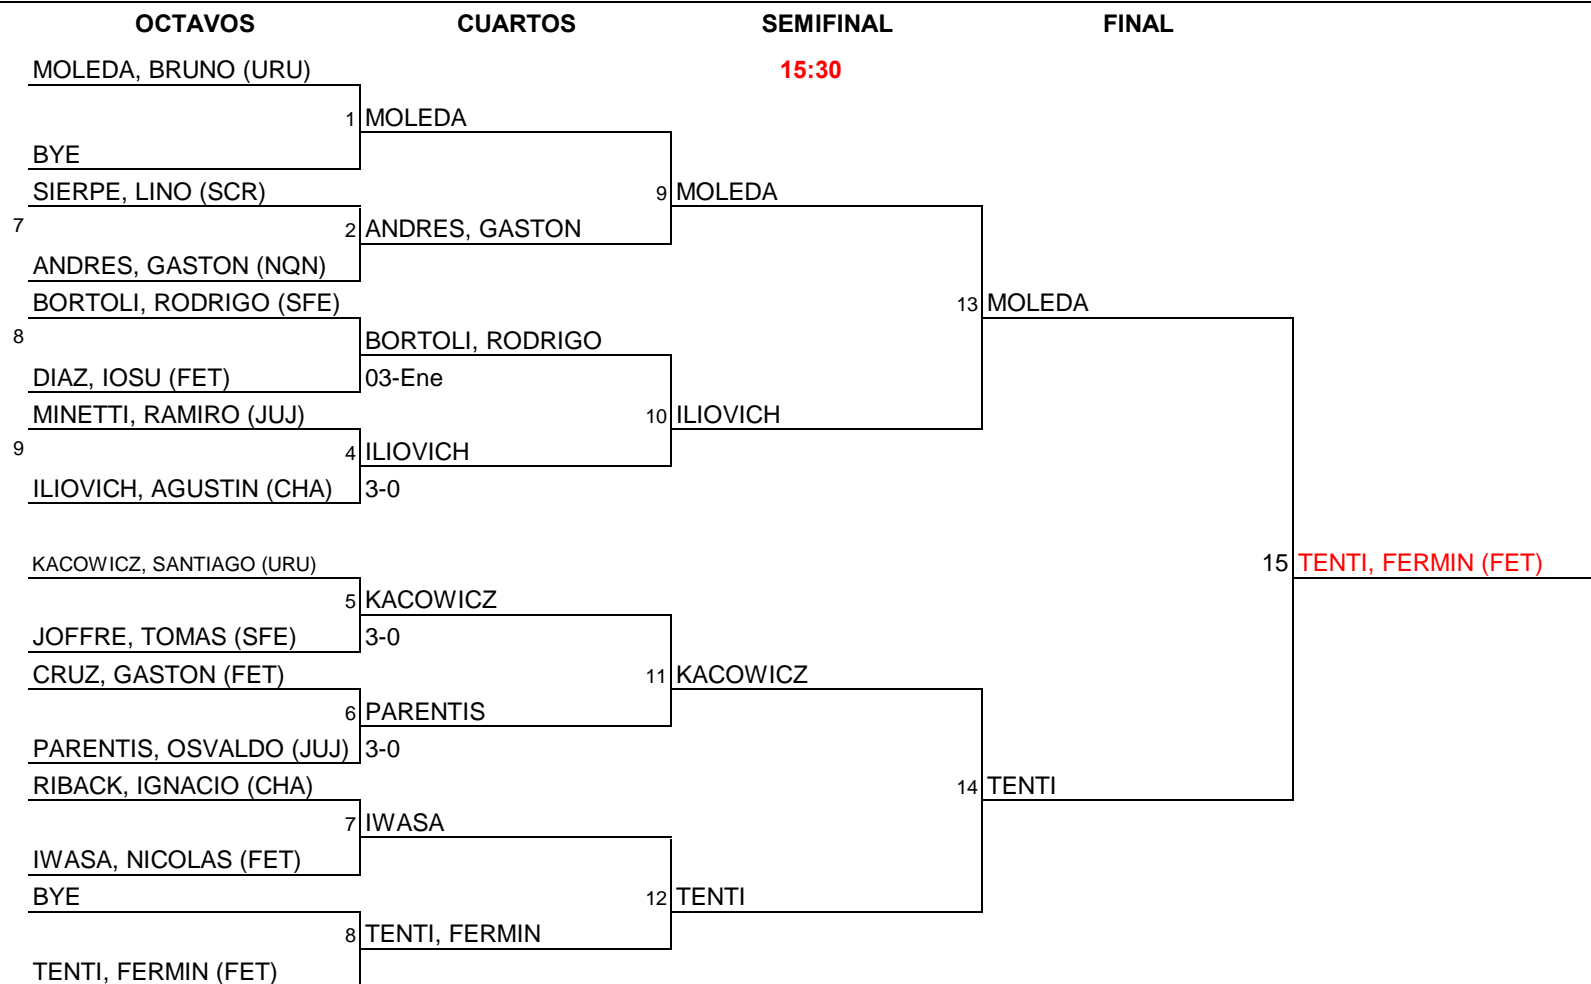 OCTAVOS CUARTOS SEMIFINAL FINAL
MOLEDA, BRUNO (URU) 15:30
1 MOLEDA
BYE
SIERPE, LINO (SCR) 9 MOLEDA
7 2 ANDRES, GASTON
ANDRES, GASTON (NQN)
BORTOLI, RODRIGO (SFE) 13 MOLEDA
8 BORTOLI, RODRIGO
DIAZ, IOSU (FET) 03-Ene
MINETTI, RAMIRO (JUJ) 10 ILIOVICH
9 4 ILIOVICH
ILIOVICH, AGUSTIN (CHA) 3-0
KACOWICZ, SANTIAGO (URU) 15 TENTI, FERMIN (FET)
5 KACOWICZ
JOFFRE, TOMAS (SFE) 3-0
CRUZ, GASTON (FET) 11 KACOWICZ
6 PARENTIS
PARENTIS, OSVALDO (JUJ) 3-0
RIBACK, IGNACIO (CHA) 14 TENTI
7 IWASA
IWASA, NICOLAS (FET)
BYE 12 TENTI
8 TENTI, FERMIN
TENTI, FERMIN (FET)